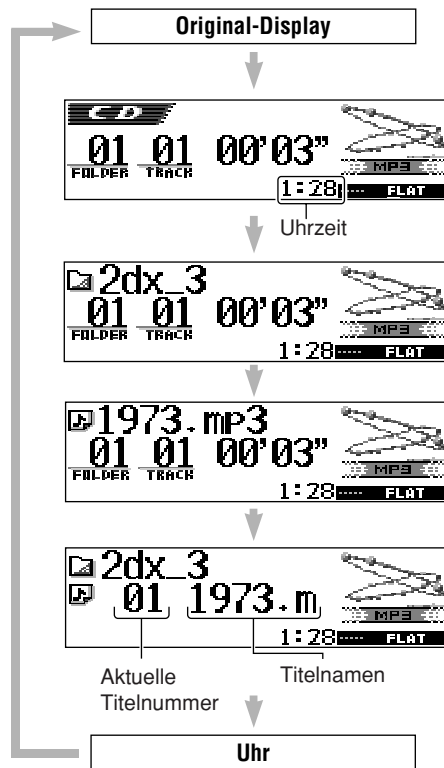 Original-Display
CD
01 01 00'03"
FOLDER TRACK
MP3
1:28 FLAT
Uhrzeit
2dx_3
01 01 00'03"
FOLDER TRACK
MP3
1:28 FLAT
1973.mp3
01 01 00'03"
FOLDER TRACK
MP3
1:28 FLAT
2dx_3
01 1973.m
MP3
1:28 FLAT
Aktuelle
Titelnummer
Titelnamen
Uhr